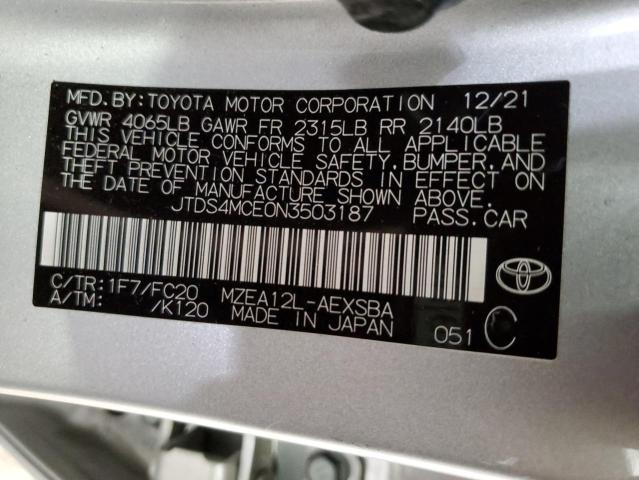 MFD.BY:TOYOTA MOTOR CORPORATION 12/21
GVWR 4065LB GAWR FR 2315LB RR 2140LB
THIS VEHICLE CONFORMS TO ALL APPLICABLE
FEDERAL MOTOR VEHICLE SAFETY,BUMPER,AND
THEFT PREVENTION STANDARDS IN EFFECT ON
THE DATE OF MANUFACTURE SHOWN ABOVE.
JTDS4MCE0N3503187 PASS.CAR
C/TR:1F7/FC20 MZEA12L-AEXSBA
A/TM: /K120 MADE IN JAPAN 051 C